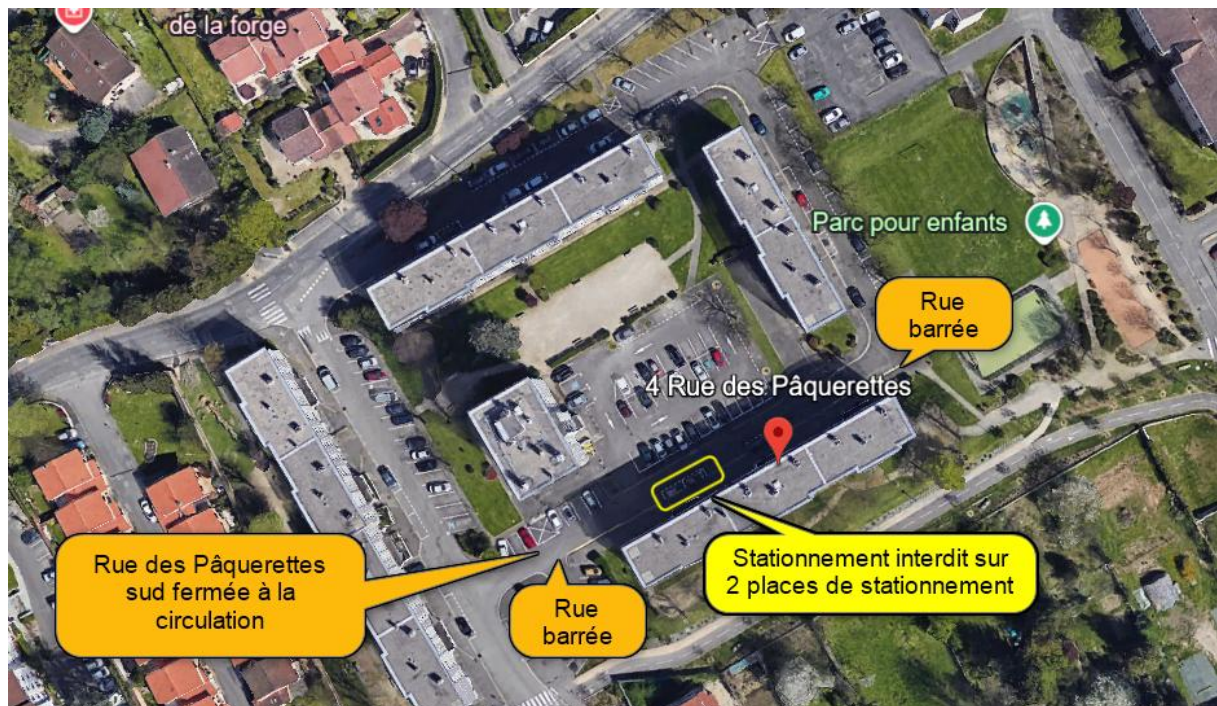 de la forge
Parc pour enfants
Rue
barrée
4 Rue des Pâquerettes
Stationnement interdit sur
2 places de stationnement
Rue des Pâquerettes
sud fermée à la
circulation
Rue
barrée